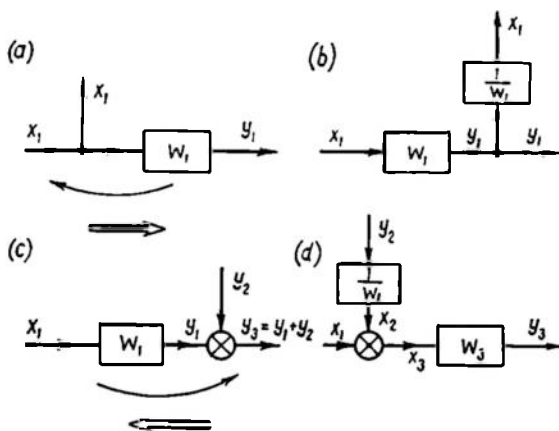 (a)
x₁
x₁
W₁
y₁
(b)
x₁
1/W₁
x₁
W₁
y₁
y₁
(c)
y₂
x₁
W₁
y₁
y₃ = y₁ + y₂
(d)
y₂
1/W₁
x₂
x₁
x₃
W₃
y₃